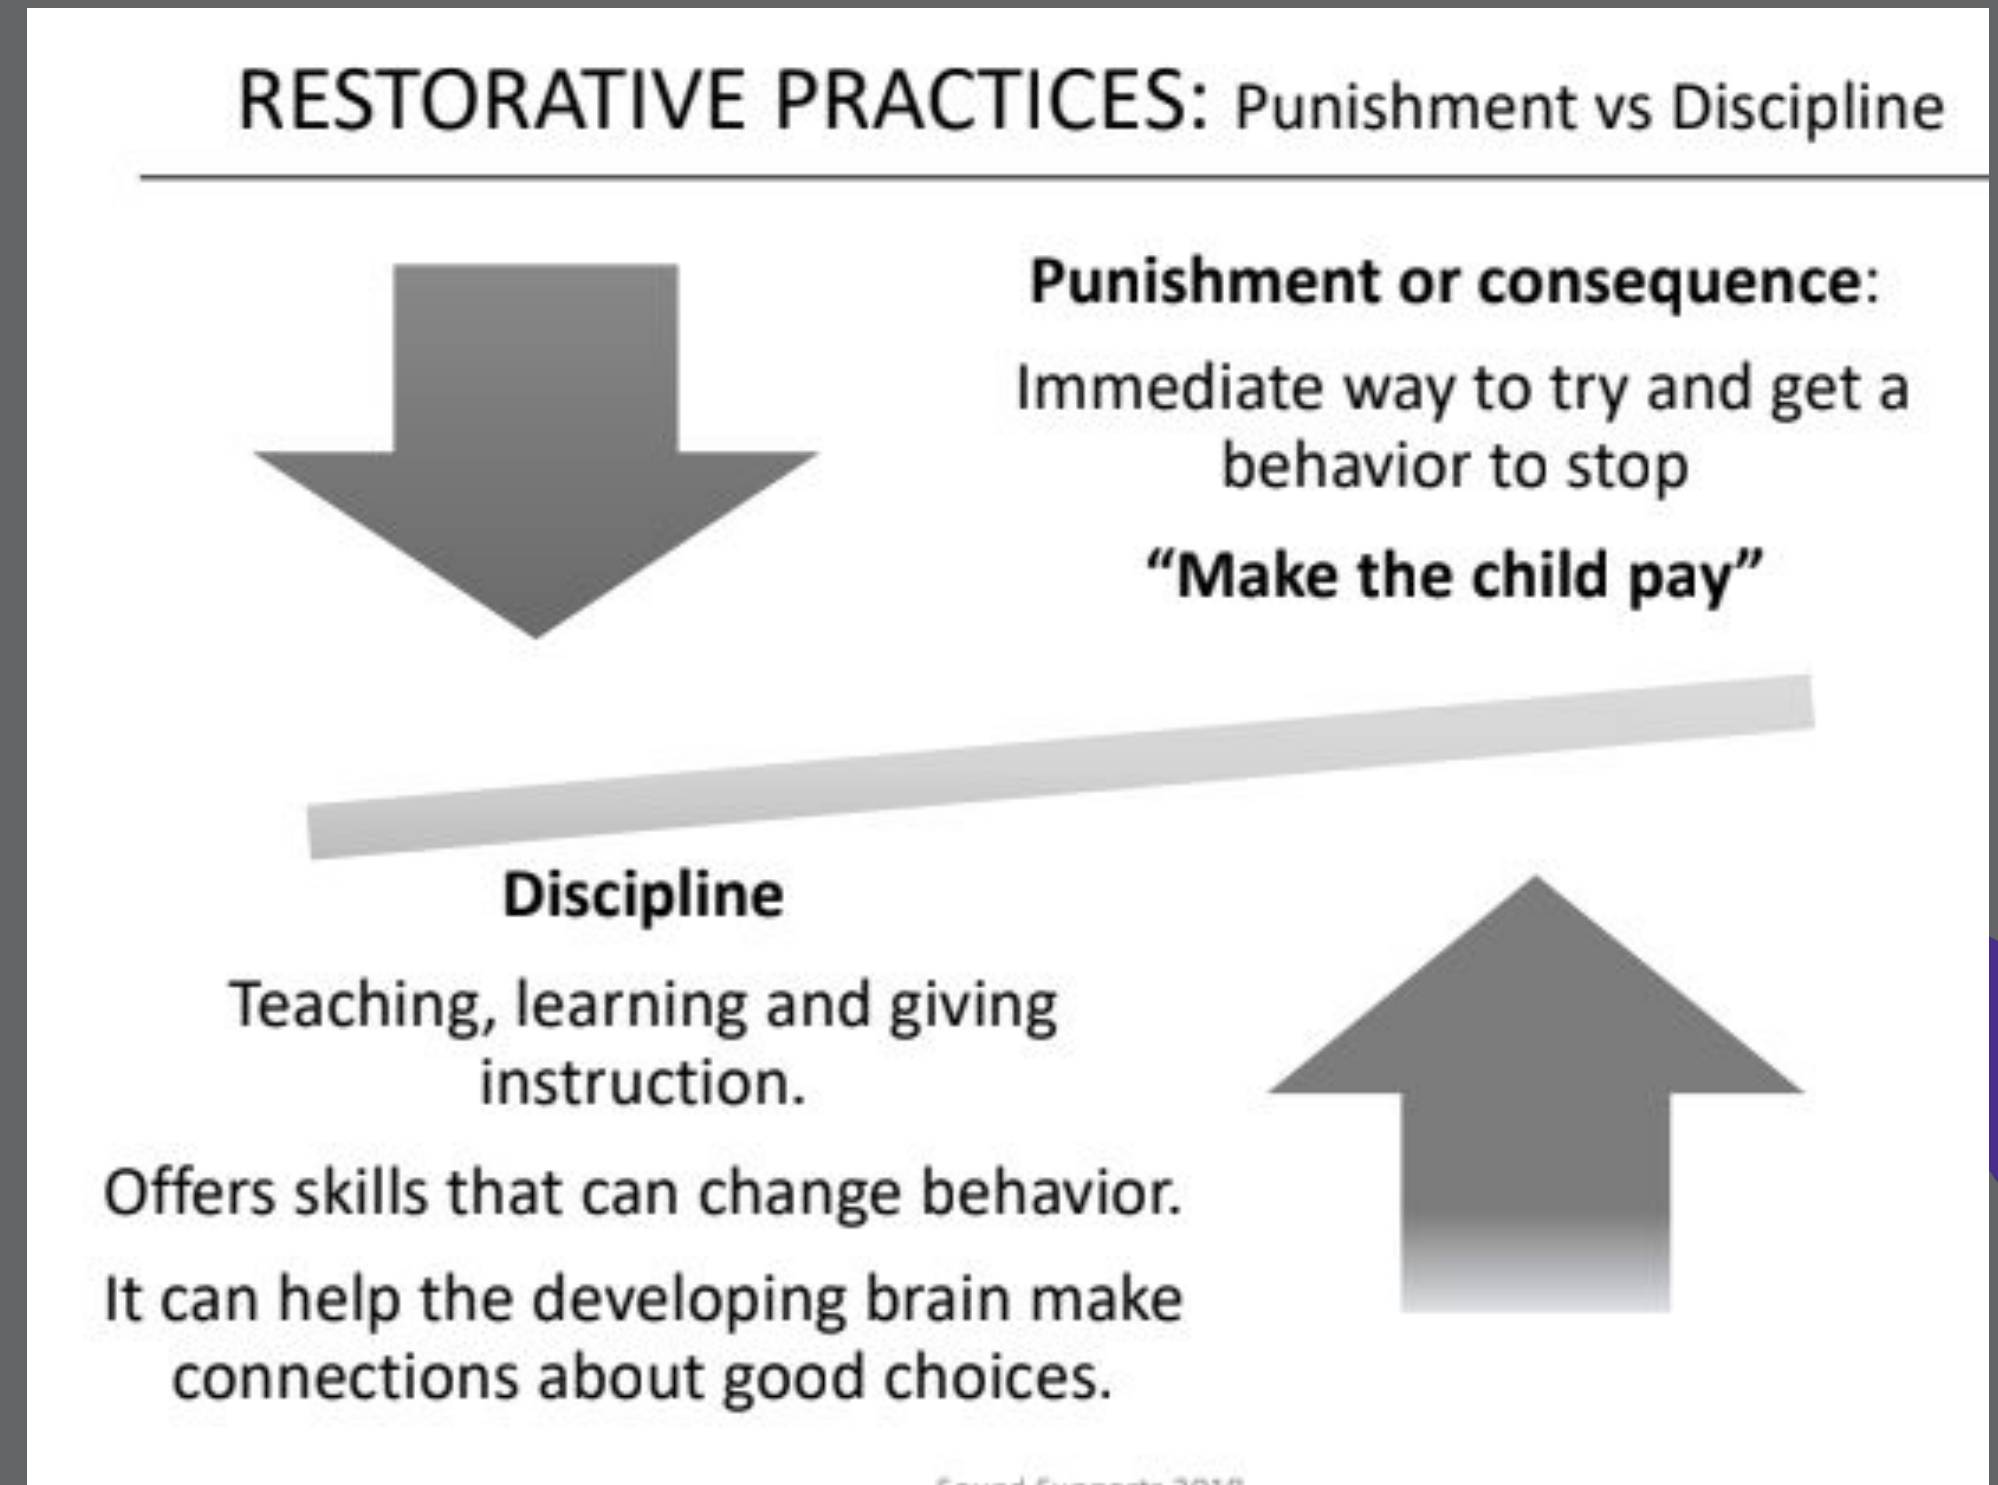 RESTORATIVE PRACTICES: Punishment vs Discipline
Punishment or consequence:
Immediate way to try and get a
behavior to stop
“Make the child pay”
Discipline
Teaching, learning and giving
instruction.
Offers skills that can change behavior.
It can help the developing brain make
connections about good choices.